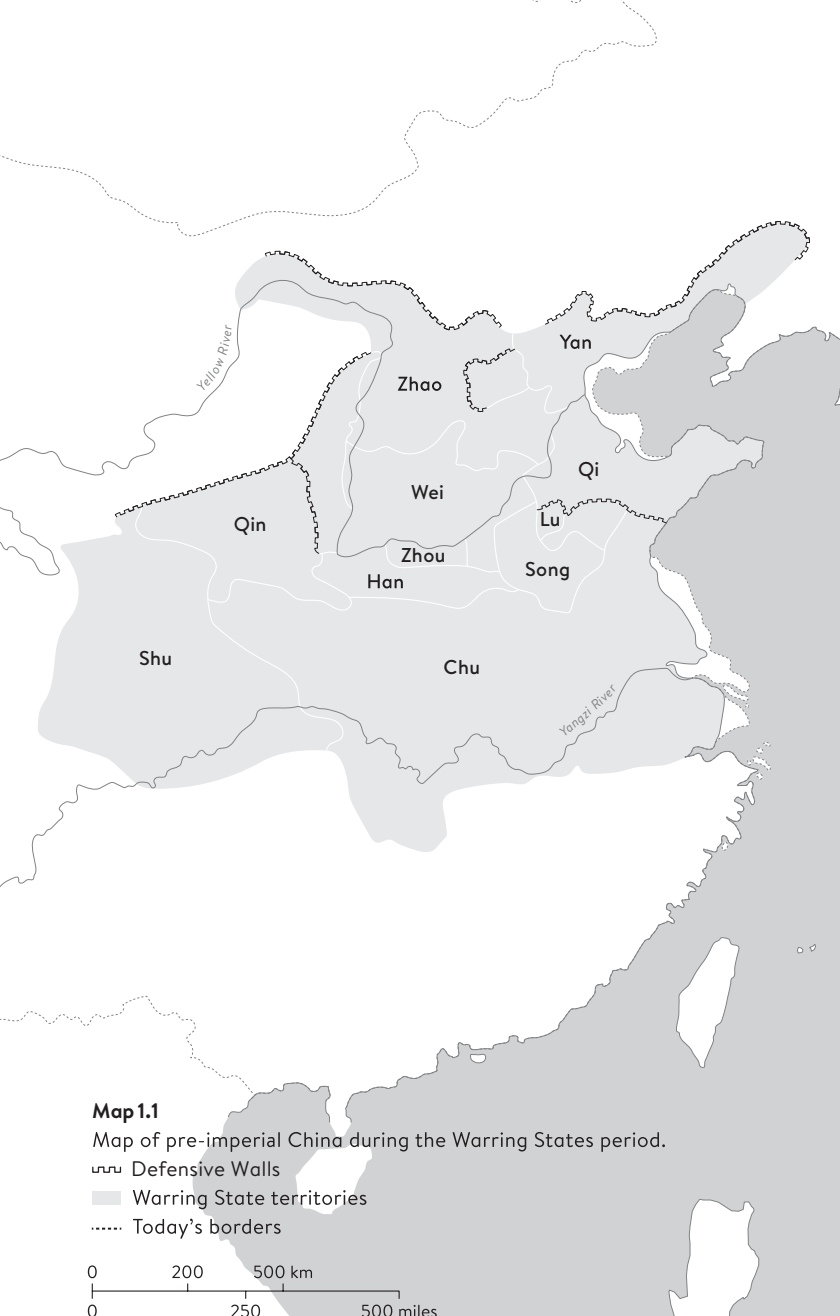 Yan
Yellow River
Zhao
Qi
Wei
Lu
Qin
Zhou
Song
Han
Shu
Chu
Yangzi River
Map 1.1
Map of pre-imperial China during the Warring States period.
Defensive Walls
Warring State territories
Today’s borders
0 200 500 km
0 250 500 miles